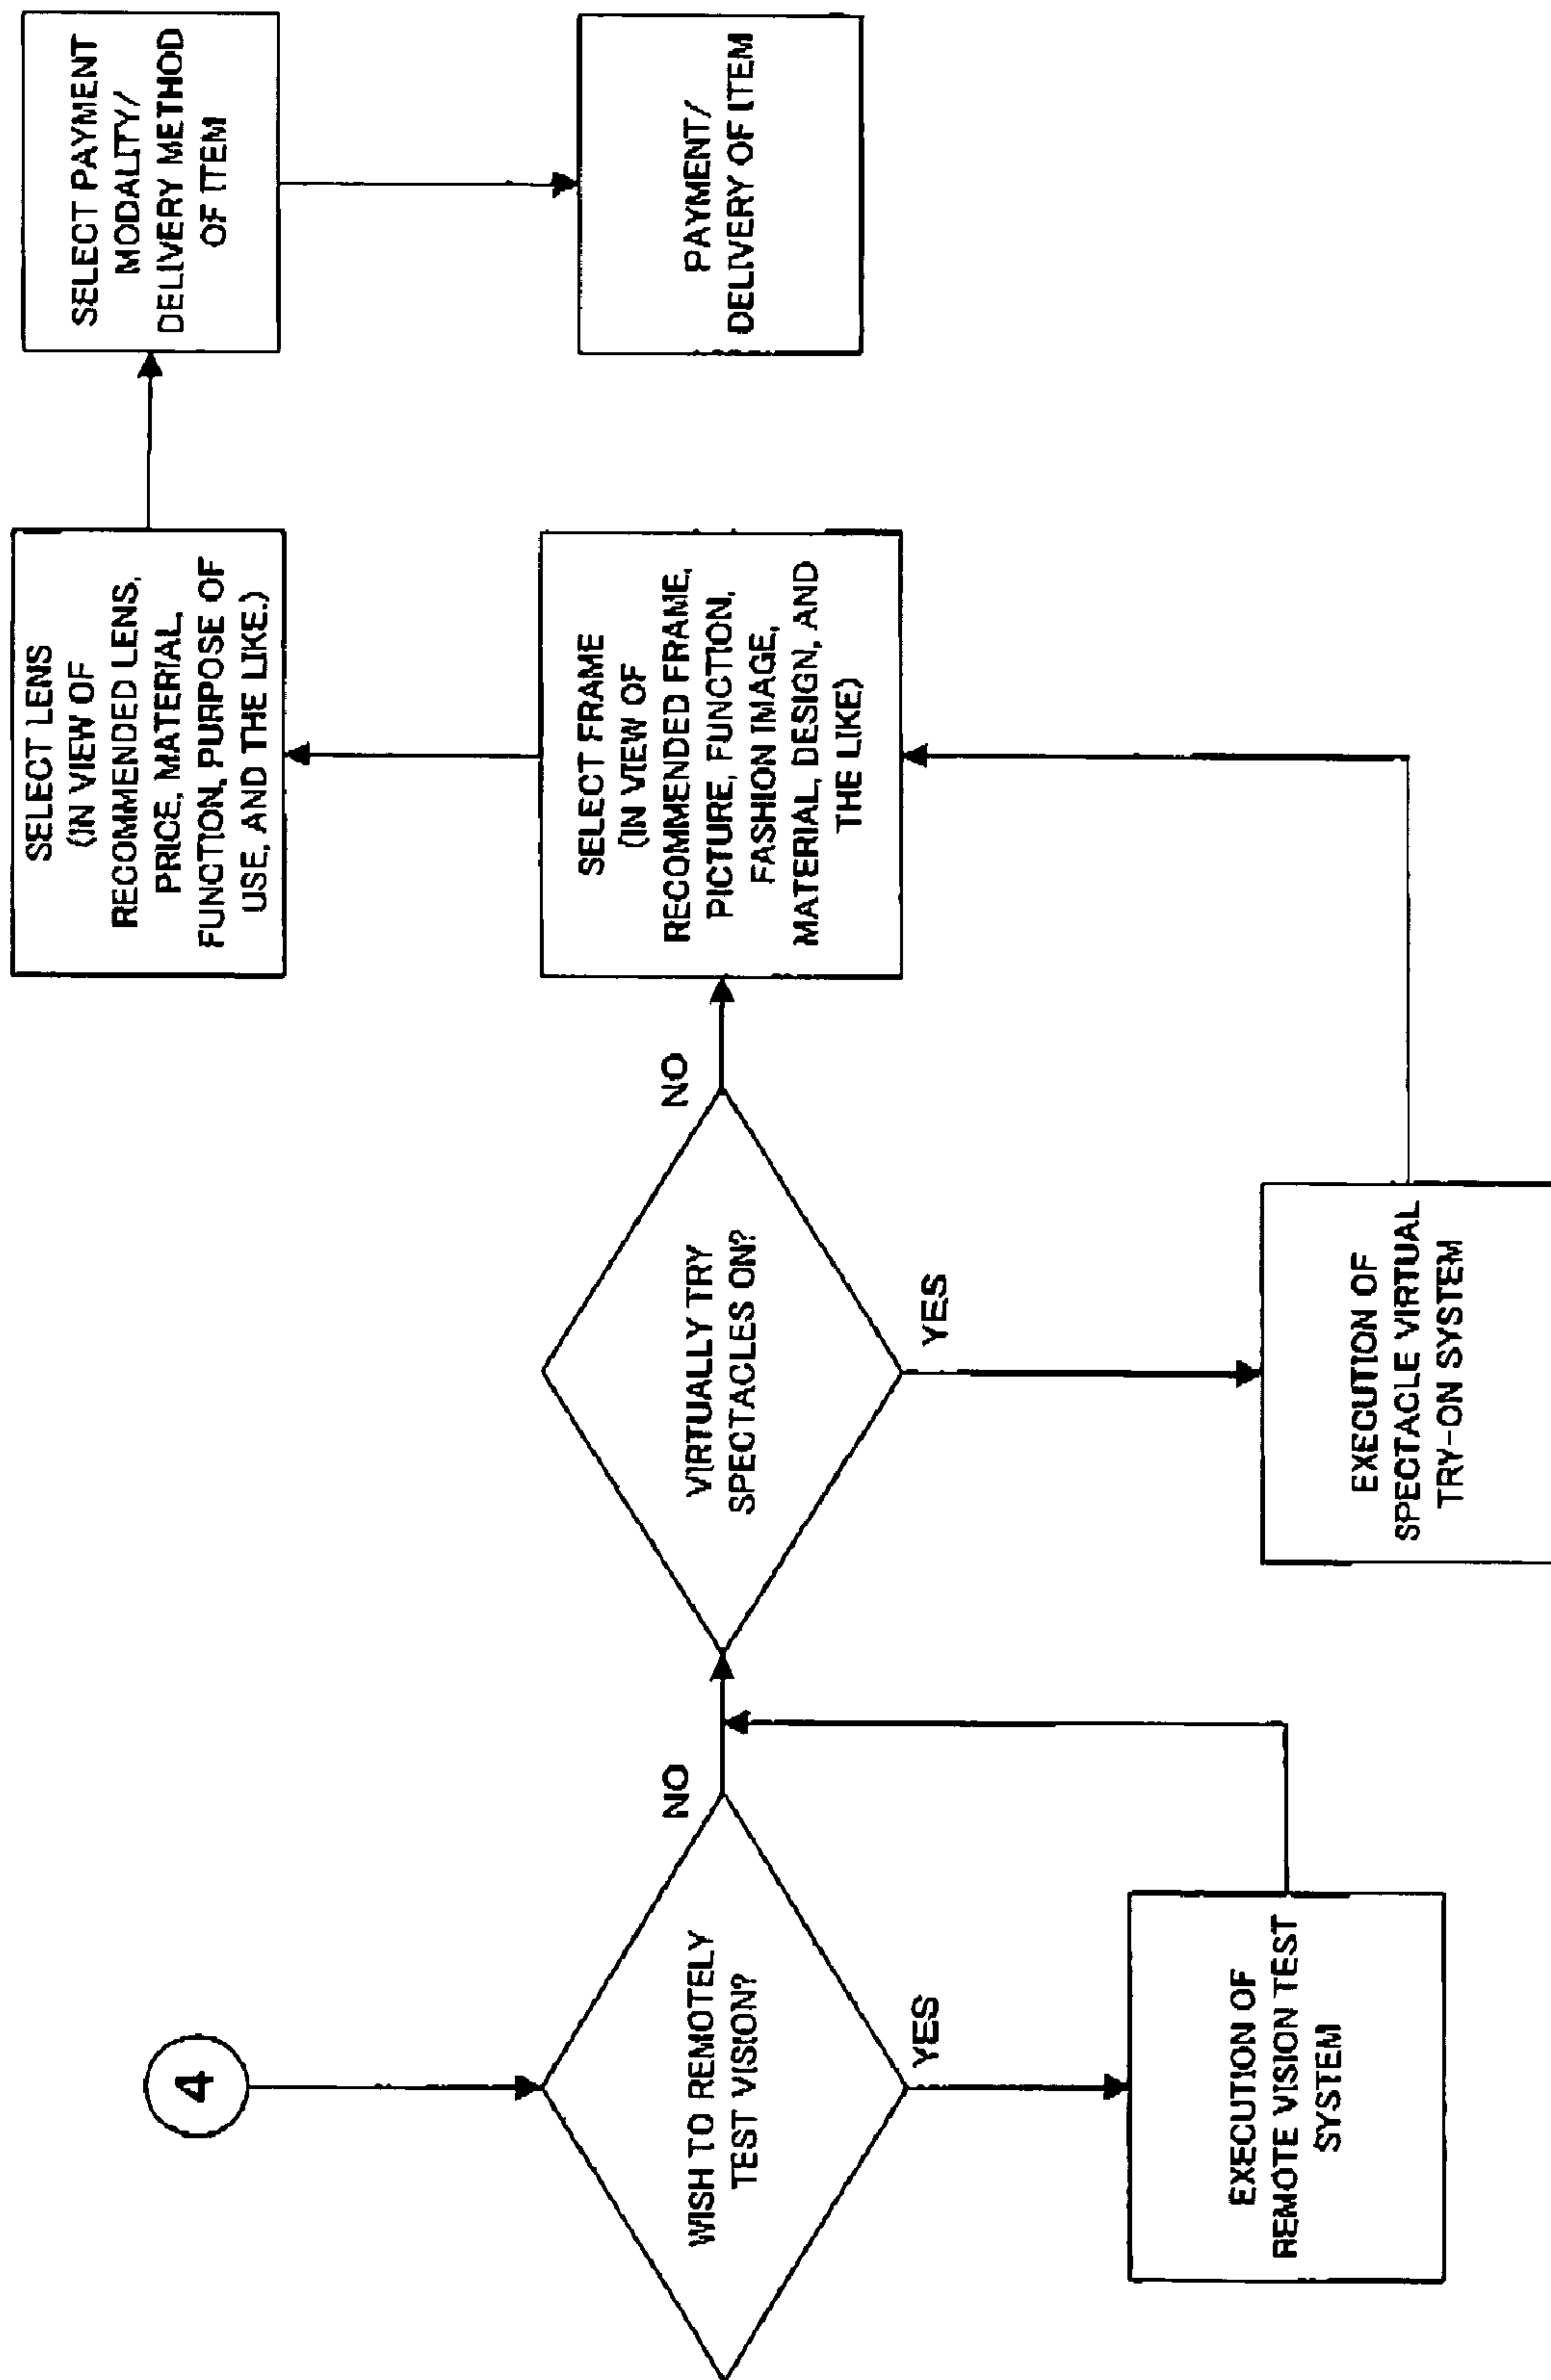 4
WISH TO REMOTELY
TEST VISION?
NO
YES
EXECUTION OF
REMOTE VISION TEST
SYSTEM
VIRTUALLY TRY
SPECTACLES ON?
NO
YES
EXECUTION OF
SPECTACLE VIRTUAL
TRY-ON SYSTEM
SELECT FRAME
(IN VIEW OF
RECOMMENDED FRAME,
PICTURE, FUNCTION,
FASHION IMAGE,
MATERIAL, DESIGN, AND
THE LIKE)
SELECT LENS
(IN VIEW OF
RECOMMENDED LENS,
PRICE, MATERIAL,
FUNCTION, PURPOSE OF
USE, AND THE LIKE.)
SELECT PAYMENT
MODALITY/
DELIVERY METHOD
OF ITEM
PAYMENT/
DELIVERY OF ITEM